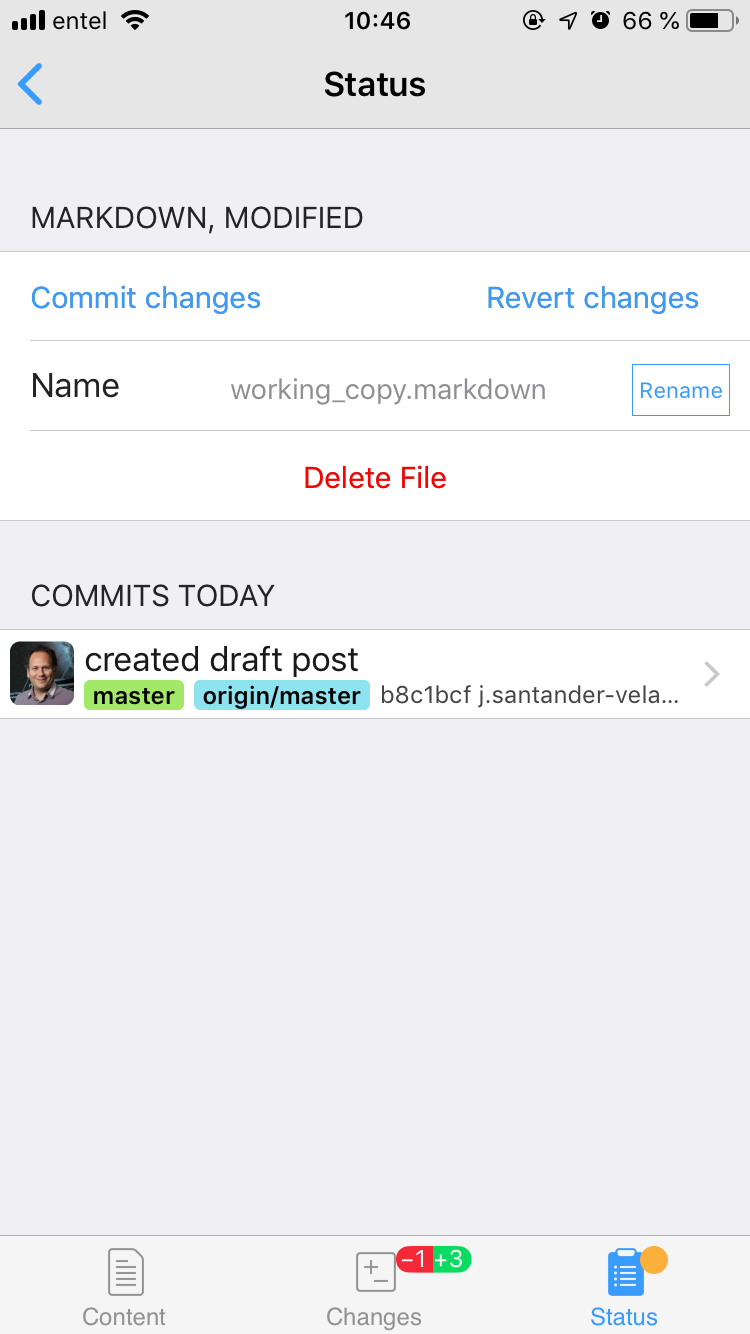 entel 10:46 66 %
Status
MARKDOWN, MODIFIED
Commit changes Revert changes
Name working_copy.markdown Rename
Delete File
COMMITS TODAY
created draft post
master origin/master b8c1bcf j.santander-vela...
−1 +3
Content Changes Status